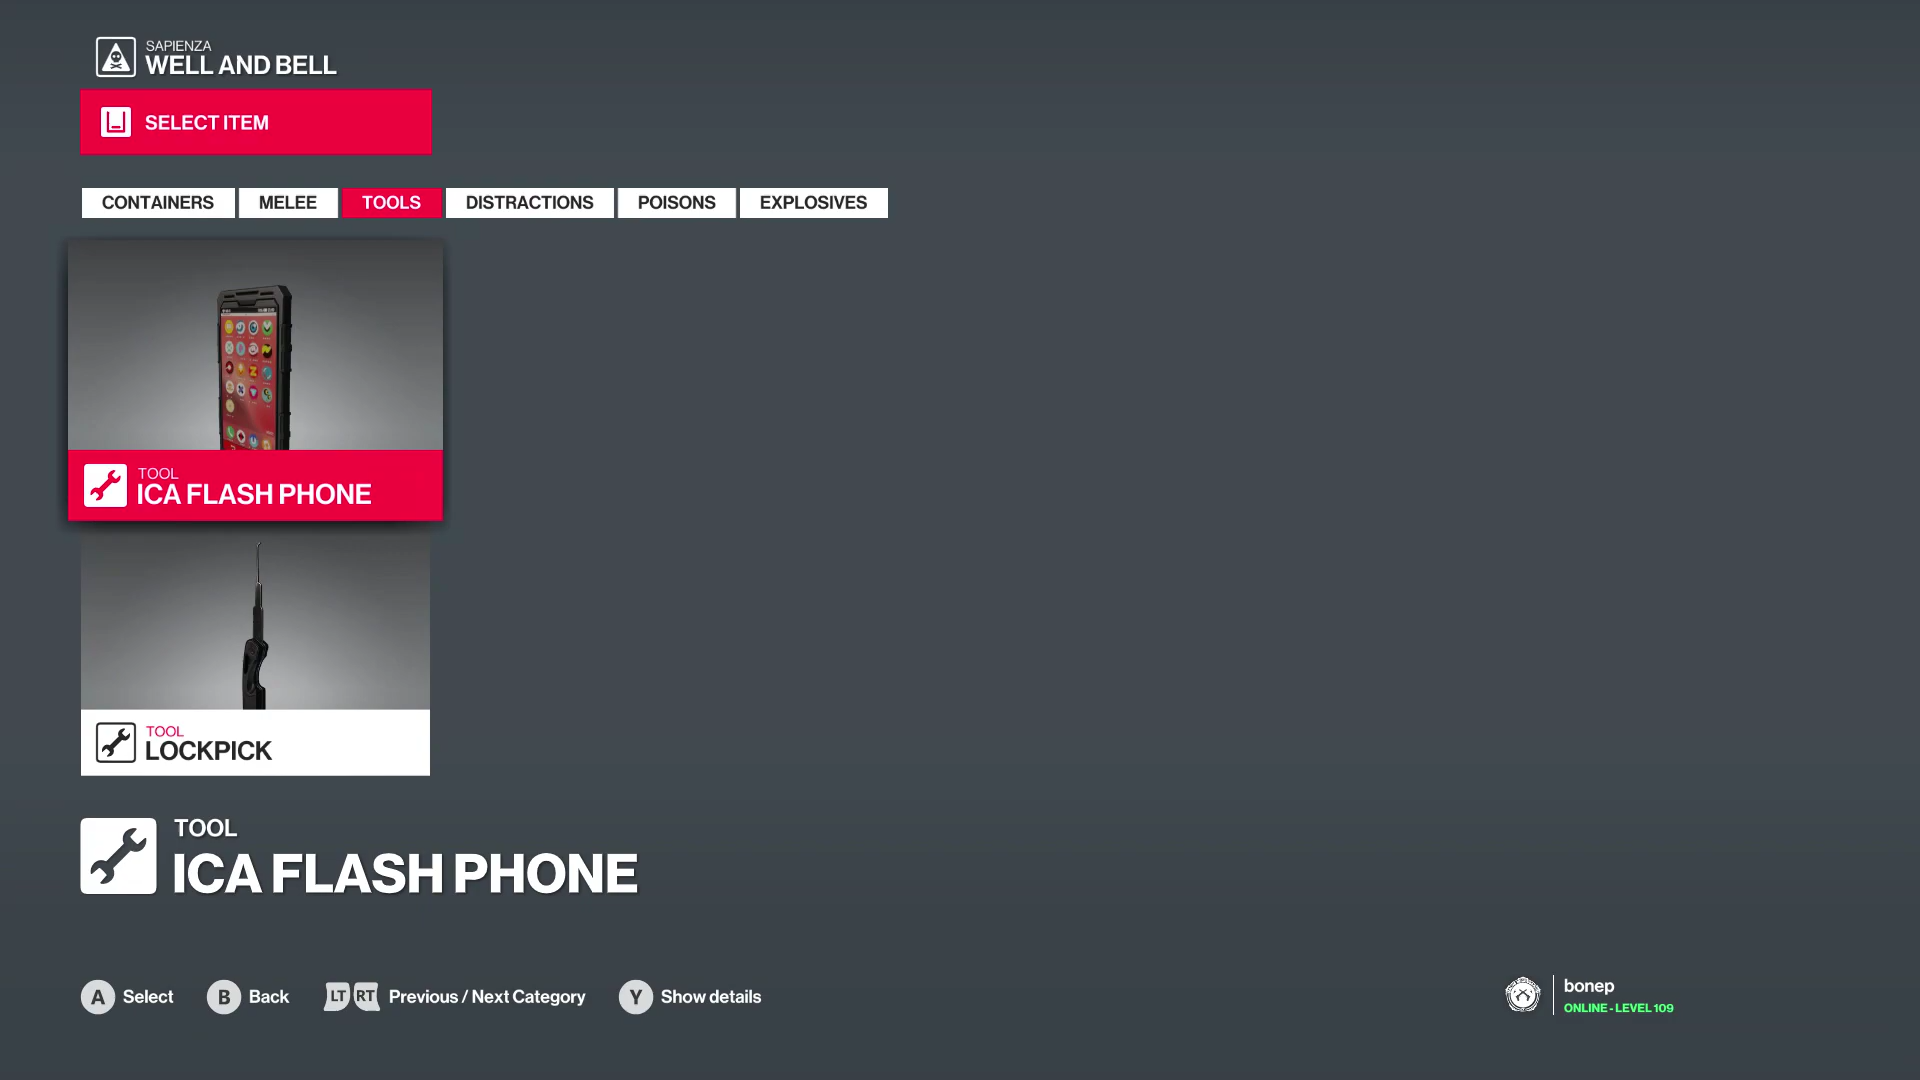 SAPIENZA
WELL AND BELL
SELECT ITEM
CONTAINERS MELEE TOOLS DISTRACTIONS POISONS EXPLOSIVES
TOOL
ICA FLASH PHONE
TOOL
LOCKPICK
TOOL
ICA FLASH PHONE
A Select B Back LT RT Previous / Next Category Y Show details
bonep
ONLINE - LEVEL 109